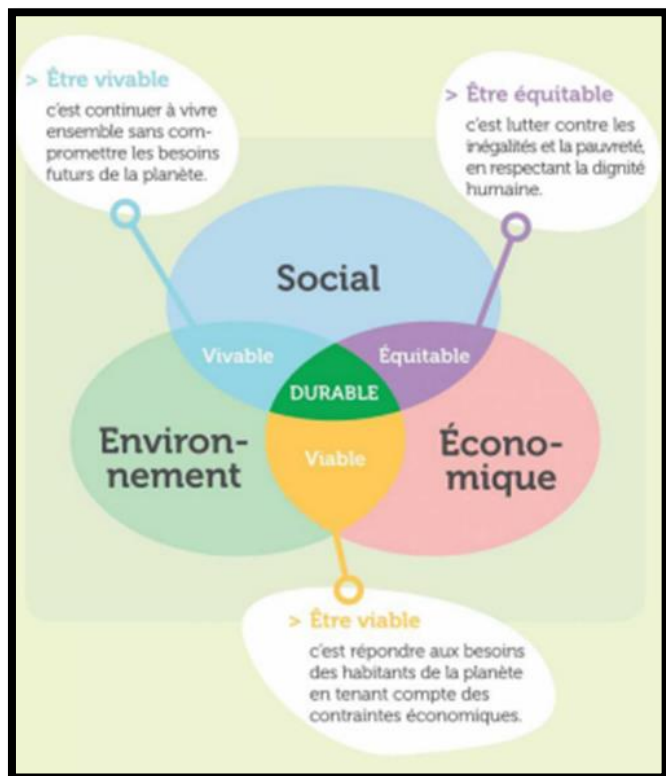 > Être vivable
c'est continuer à vivre
ensemble sans com-
promettre les besoins
futurs de la planète.
> Être équitable
c'est lutter contre les
inégalités et la pauvreté,
en respectant la dignité
humaine.
Social
Vivable
Équitable
DURABLE
Environ-
nement
Viable
Écono-
mique
> Être viable
c'est répondre aux besoins
des habitants de la planète
en tenant compte des
contraintes économiques.